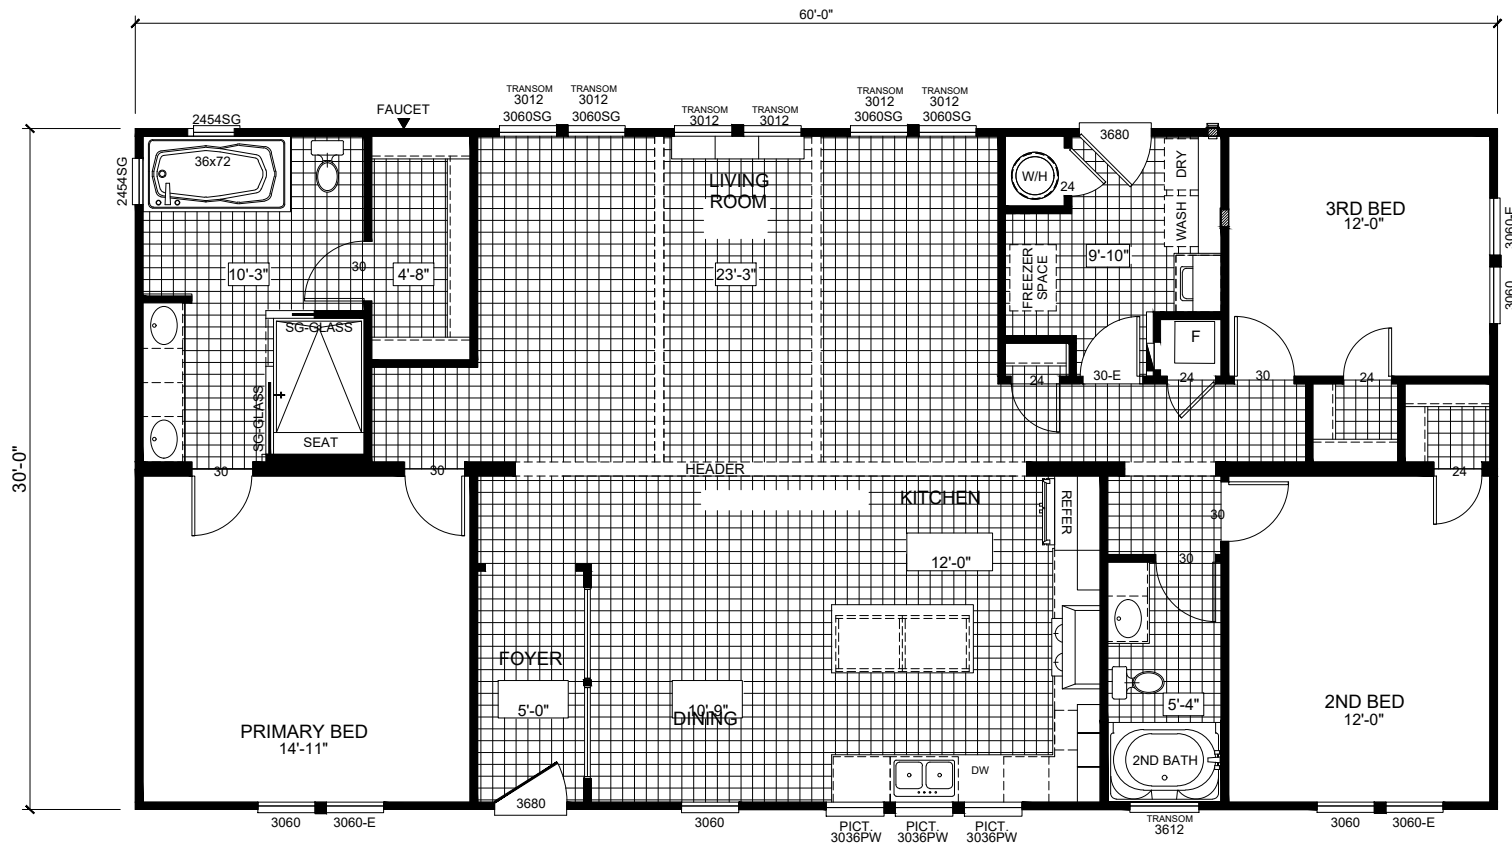 60'-0"
30'-0"
2454SG
FAUCET
TRANSOM
3012
3060SG
TRANSOM
3012
3060SG
TRANSOM
3012
TRANSOM
3012
TRANSOM
3012
3060SG
TRANSOM
3012
3060SG
3680
2454SG
36x72
10'-3"
30
4'-8"
SG-GLASS
SG-GLASS
SEAT
LIVING
ROOM
23'-3"
W/H
24
DRY
WASH
FREEZER
SPACE
9'-10"
F
24
30-E
24
30
24
3RD BED
12'-0"
3060-E
3060
30
30
HEADER
24
KITCHEN
REFER
12'-0"
30
30
FOYER
5'-0"
10'-9"
DINING
PRIMARY BED
14'-11"
5'-4"
2ND BED
12'-0"
2ND BATH
DW
3060
3060-E
3680
3060
PICT.
3036PW
PICT.
3036PW
PICT.
3036PW
TRANSOM
3612
3060
3060-E